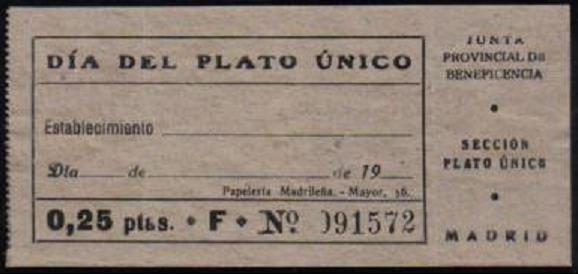 DÍA DEL PLATO ÚNICO
Establecimiento
Día de de 19
Papelería Madrileña. - Mayor, 36.
0,25 ptas. • F • Nº 091572
JUNTA
PROVINCIAL DE
BENEFICENCIA
•
SECCIÓN
PLATO ÚNICO
•
MADRID